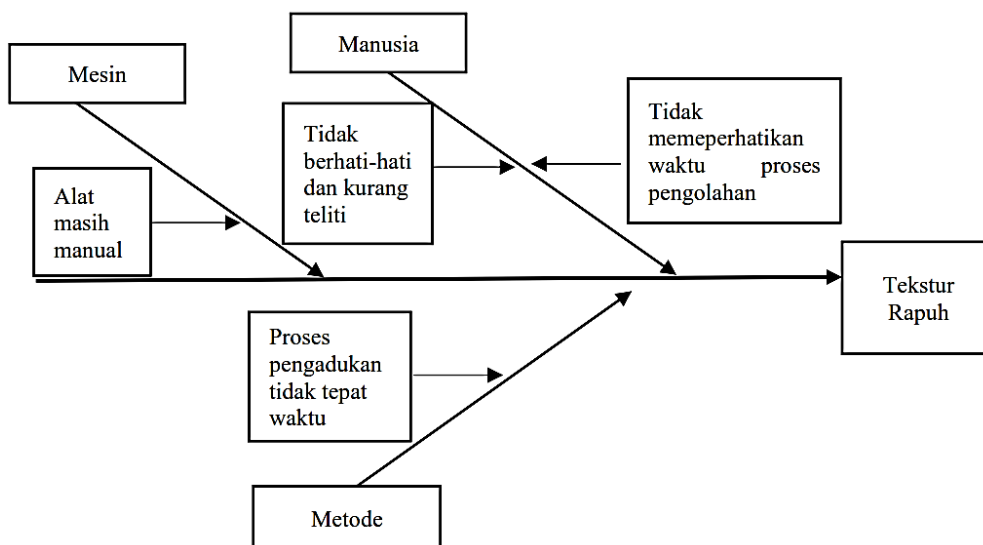 Manusia
Mesin
Tidak
berhati-hati
dan kurang
teliti
Tidak
memeperhatikan
waktu proses
pengolahan
Alat
masih
manual
Tekstur
Rapuh
Proses
pengadukan
tidak tepat
waktu
Metode